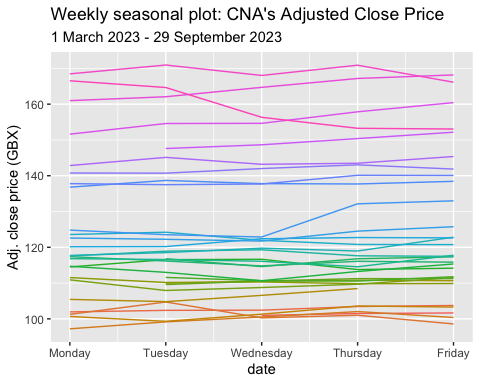 Weekly seasonal plot: CNA's Adjusted Close Price
1 March 2023 - 29 September 2023
Adj. close price (GBX)
160
140
120
100
Monday Tuesday Wednesday Thursday Friday
date